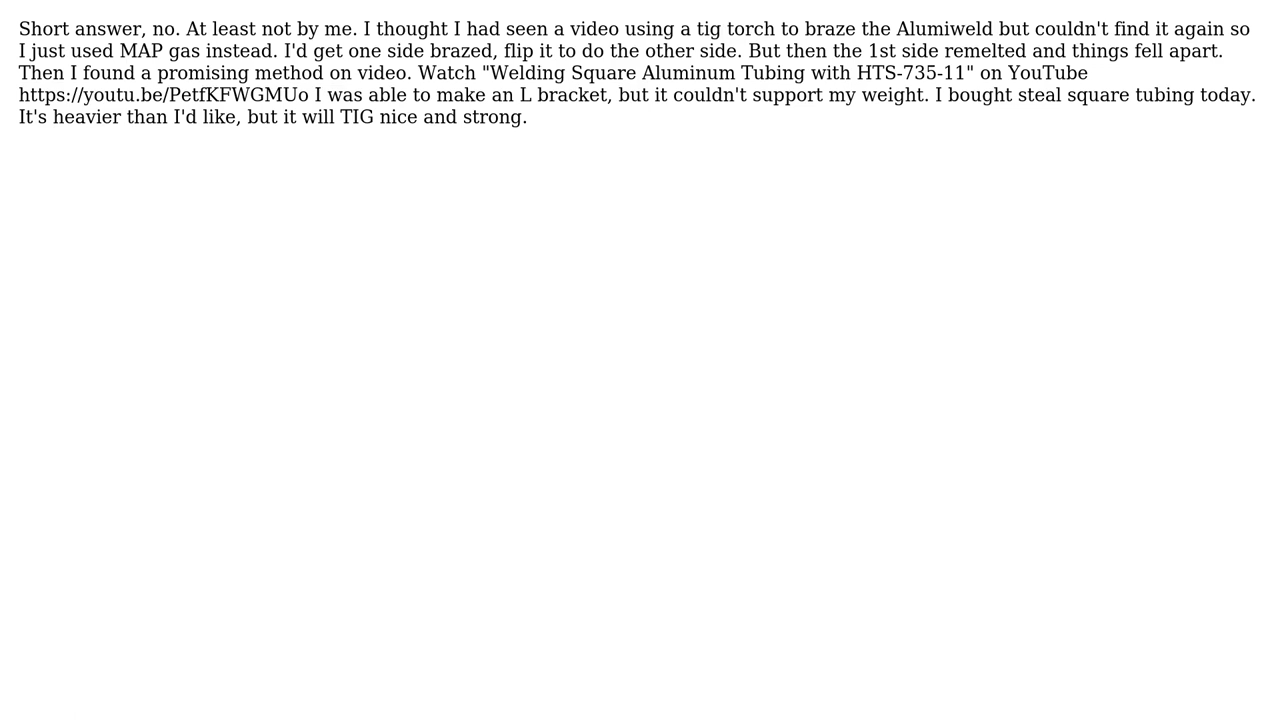 Short answer, no. At least not by me. I thought I had seen a video using a tig torch to braze the Alumiweld but couldn't find it again so
I just used MAP gas instead. I'd get one side brazed, flip it to do the other side. But then the 1st side remelted and things fell apart.
Then I found a promising method on video. Watch "Welding Square Aluminum Tubing with HTS-735-11" on YouTube
https://youtu.be/PetfKFWGMUo I was able to make an L bracket, but it couldn't support my weight. I bought steal square tubing today.
It's heavier than I'd like, but it will TIG nice and strong.